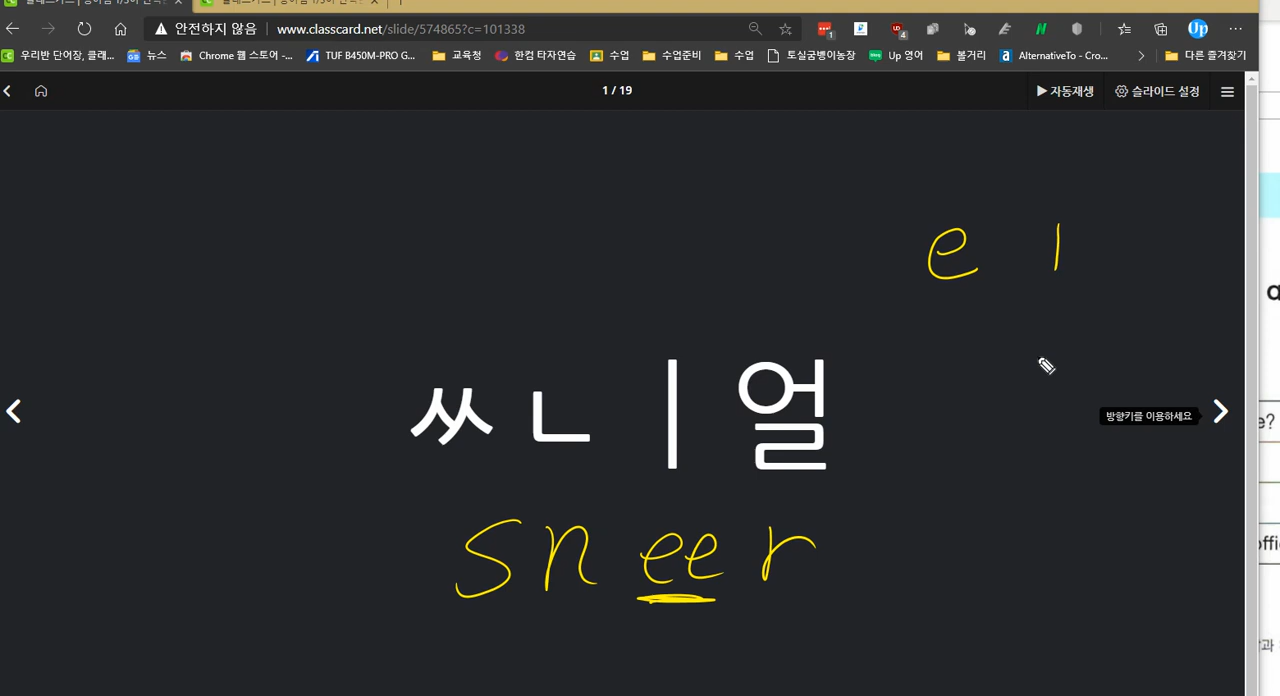 안전하지 않음 www.classcard.net/slide/574865?c=101338
우리반 단어장, 클래... 뉴스 Chrome 웹 스토어 -... TUF B450M-PRO G... 교육청 한컴 타자연습 수업 수업준비 수업 토실굼벵이농장 Up 영어 볼거리 AlternativeTo - Cro... 다른 즐겨찾기
1 / 19 자동재생 슬라이드 설정
e l
ㅆ ㄴ ㅣ 얼
방향키를 이용하세요
s n ee r